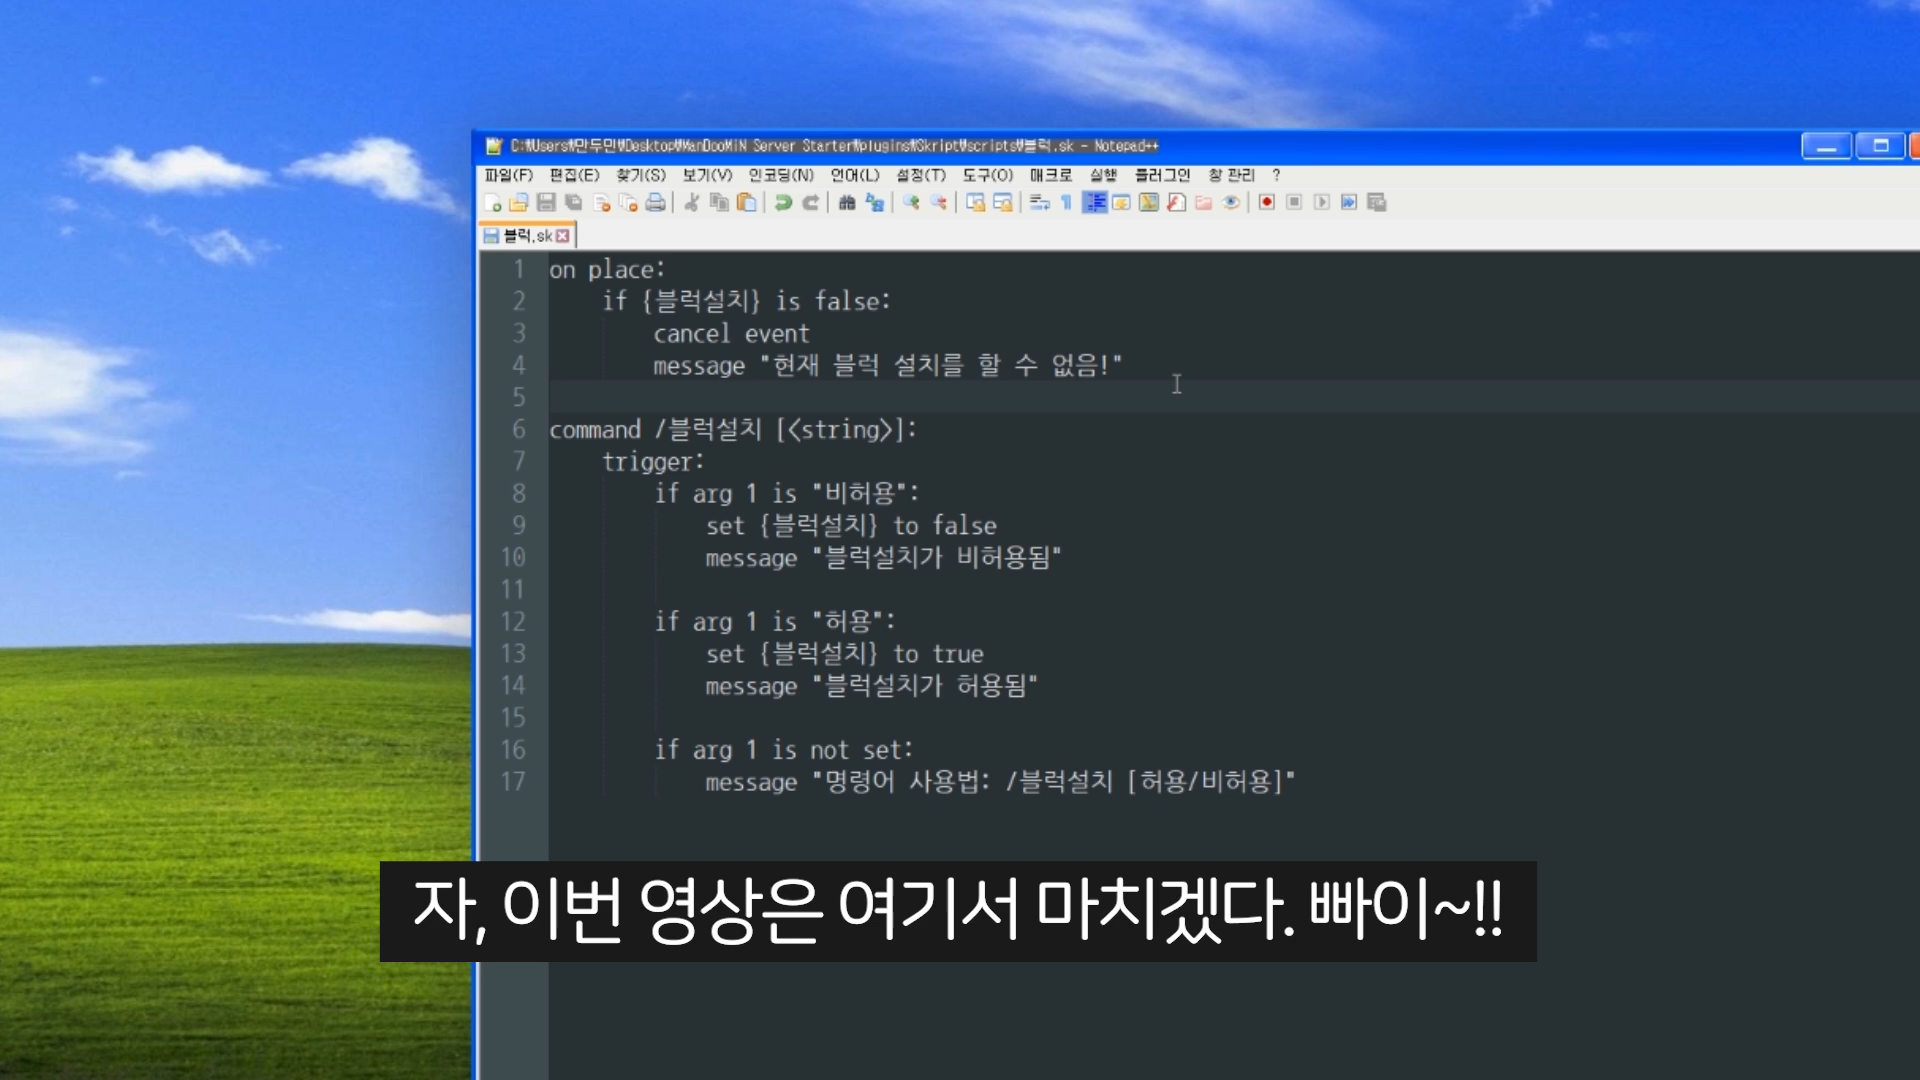 C:₩Users₩만두민₩Desktop₩ManDooMiN Server Starter₩plugins₩Skript₩scripts₩블럭.sk - Notepad++
파일(F) 편집(E) 찾기(S) 보기(V) 인코딩(N) 언어(L) 설정(T) 도구(O) 매크로 실행 플러그인 창 관리 ?
블럭.sk
1 on place:
2 if {블럭설치} is false:
3 cancel event
4 message "현재 블럭 설치를 할 수 없음!"
5
6 command /블럭설치 [<string>]:
7 trigger:
8 if arg 1 is "비허용":
9 set {블럭설치} to false
10 message "블럭설치가 비허용됨"
11
12 if arg 1 is "허용":
13 set {블럭설치} to true
14 message "블럭설치가 허용됨"
15
16 if arg 1 is not set:
17 message "명령어 사용법: /블럭설치 [허용/비허용]"
자, 이번 영상은 여기서 마치겠다. 빠이~!!